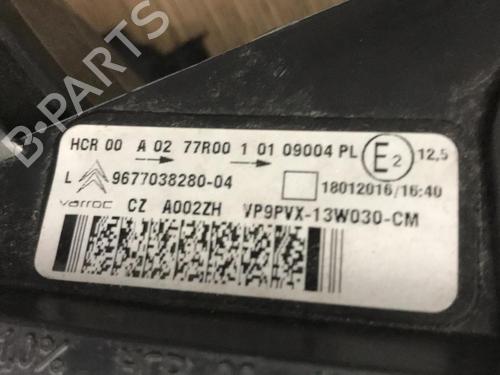 B-PARTS
HCR 00 A 02 77R00 1 01 09004 PL E2 12,5
L 9677038280-04 18012016/16:40
varroc CZ A002ZH VP9PVX-13W030-CM